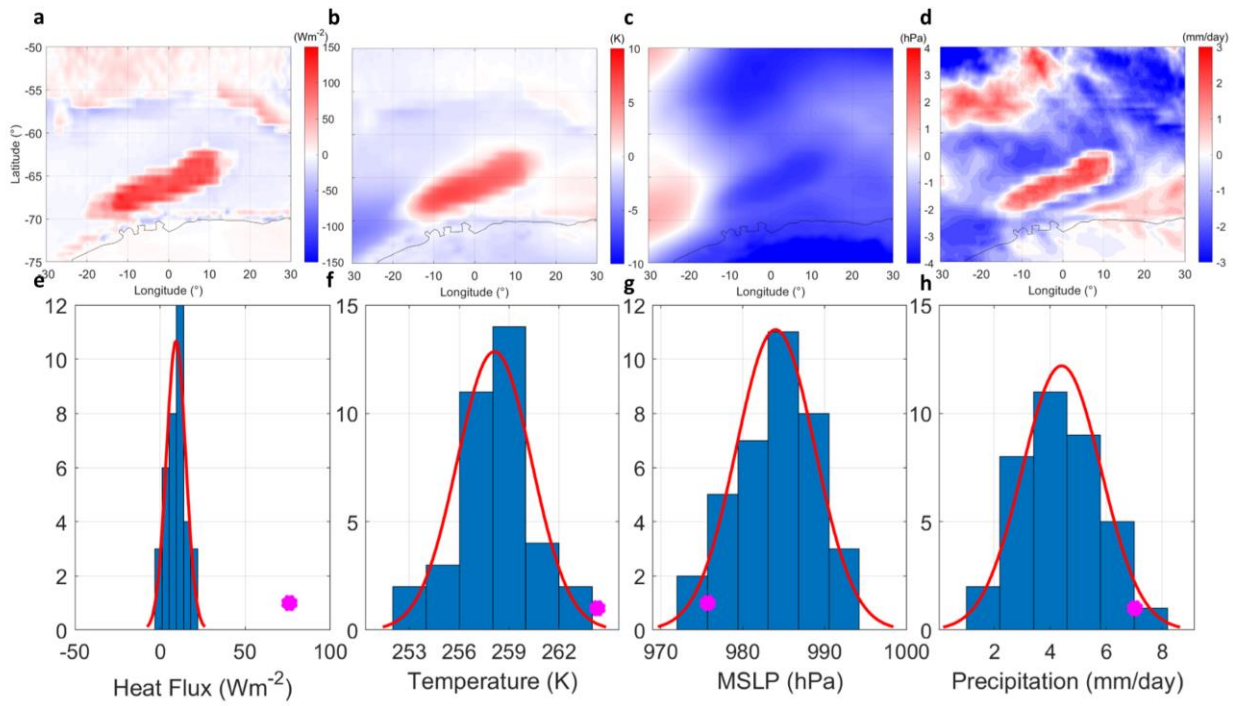 a b c d
(Wm-2) (K) (hPa) (mm/day)
-50 150 10 4 3
100 3 2
-55 5 2
50 1 1
-60 0 0 0 0
Latitude (°)
-65 -50 -1 -1
-5 -2
-70 -100 -3 -2
-75 -150 -10 -4 -3
-30 -20 -10 0 10 20 30 -30 -20 -10 0 10 20 30 -30 -20 -10 0 10 20 30 -30 -20 -10 0 10 20 30
Longitude (°) Longitude (°) Longitude (°) Longitude (°)
e f g h
12 15 12 15
10 10
10 10
8 8
6 6
5 5
4 4
2 2
0 0 0 0
-50 0 50 100 253 256 259 262 970 980 990 1000 2 4 6 8
Heat Flux (Wm-2) Temperature (K) MSLP (hPa) Precipitation (mm/day)